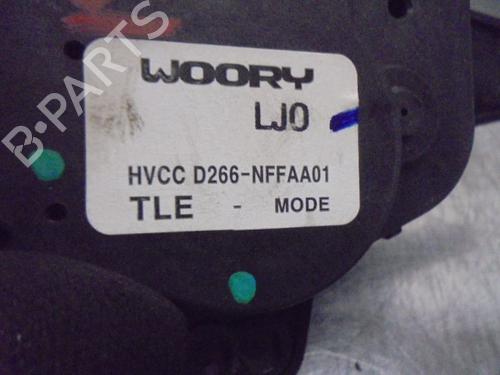 WOORY
LJ0
HVCC D266-NFFAA01
TLE - MODE
B-PARTS